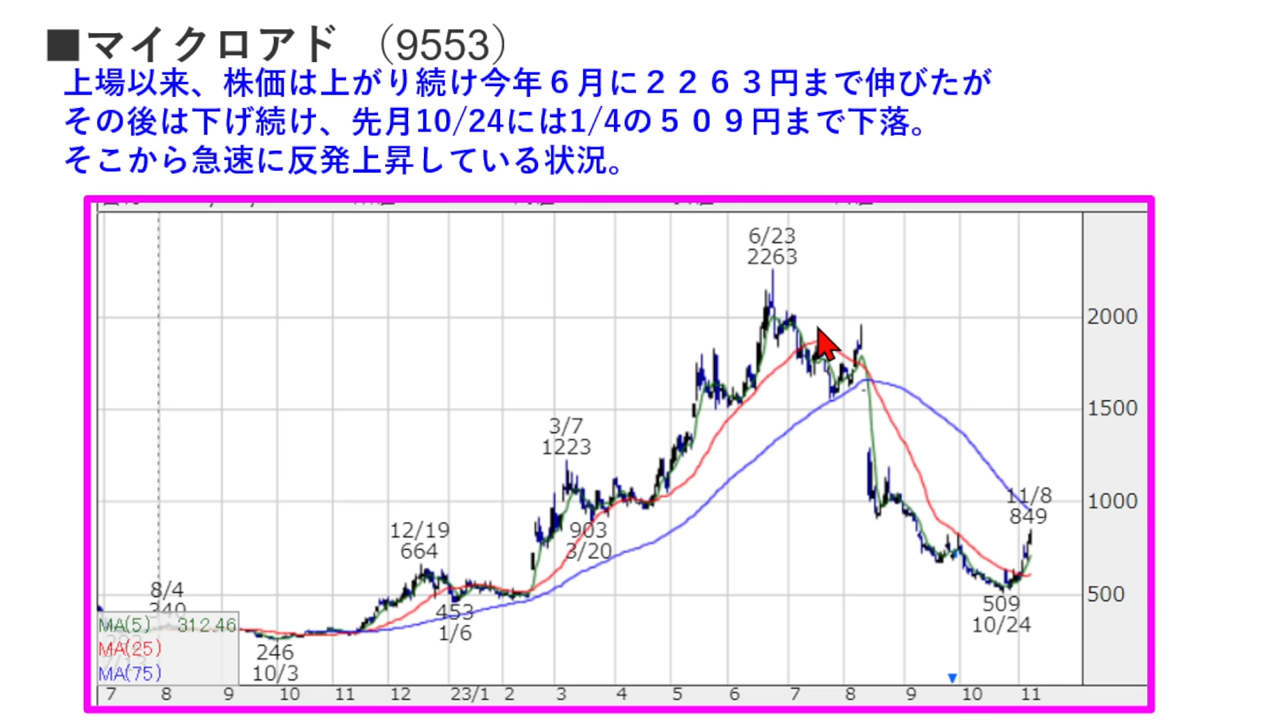 ■マイクロアド (9553)
上場以来、株価は上がり続け今年６月に２２６３円まで伸びたが
その後は下げ続け、先月10/24には1/4の５０９円まで下落。
そこから急速に反発上昇している状況。
6/23
2263
2000
1500
3/7
1223
11/8
1000
849
12/19
664
903
3/20
8/4
340
500
509
10/24
453
1/6
MA(5) 312.46
MA(25)
MA(75)
246
10/3
7 8 9 10 11 12 23/1 2 3 4 5 6 7 8 9 10 11